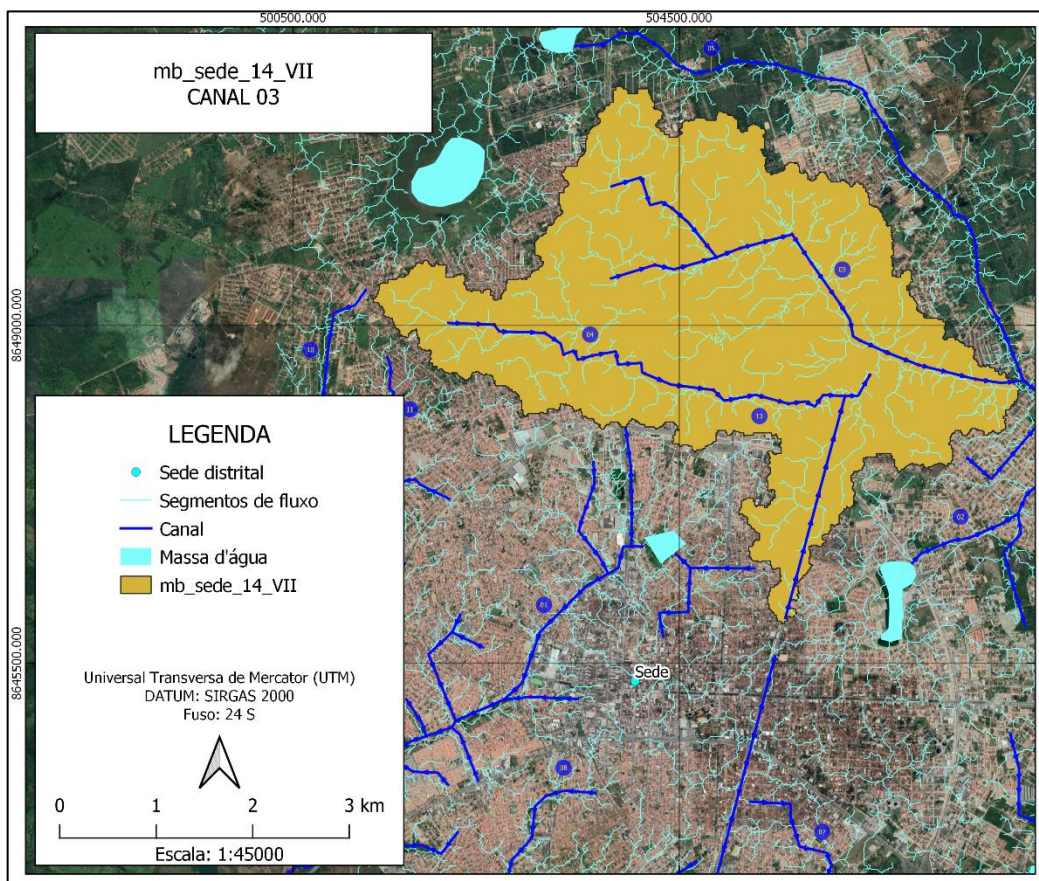 500500.000
504500.000
mb_sede_14_VII
CANAL 03
05
03
8649000.000
04
10
11
13
LEGENDA
Sede distrital
Segmentos de fluxo
Canal
Massa d'água
mb_sede_14_VII
02
01
8645500.000
Sede
Universal Transversa de Mercator (UTM)
DATUM: SIRGAS 2000
Fuso: 24 S
0 1 2 3 km
Escala: 1:45000
07